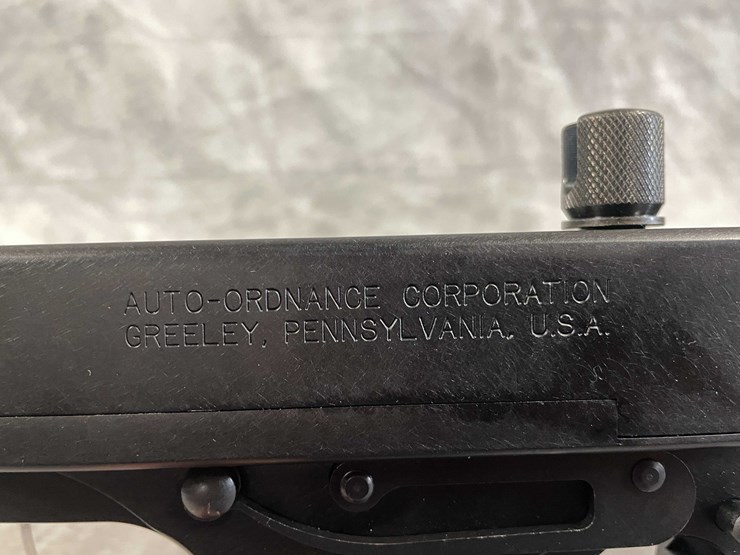 AUTO-ORDNANCE CORPORATION
GREELEY, PENNSYLVANIA, U.S.A.